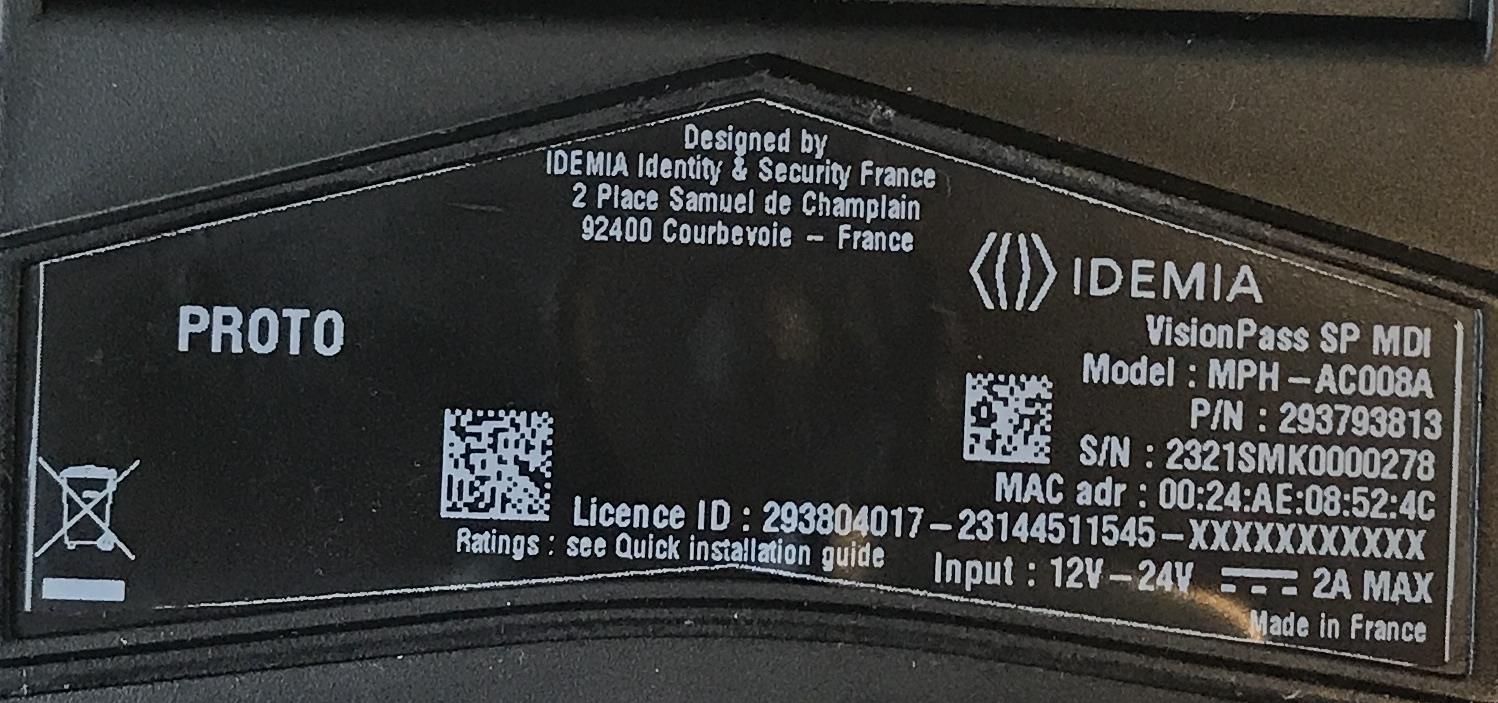 Designed by
IDEMIA Identity & Security France
2 Place Samuel de Champlain
92400 Courbevoie – France
IDEMIA
PROTO
VisionPass SP MDI
Model : MPH – AC008A
P/N : 293793813
S/N : 2321SMK0000278
MAC adr : 00:24:AE:08:52:4C
Licence ID : 293804017 – 23144511545 – XXXXXXXXXXX
Ratings : see Quick installation guide
Input : 12V – 24V ⎓ 2A MAX
Made in France